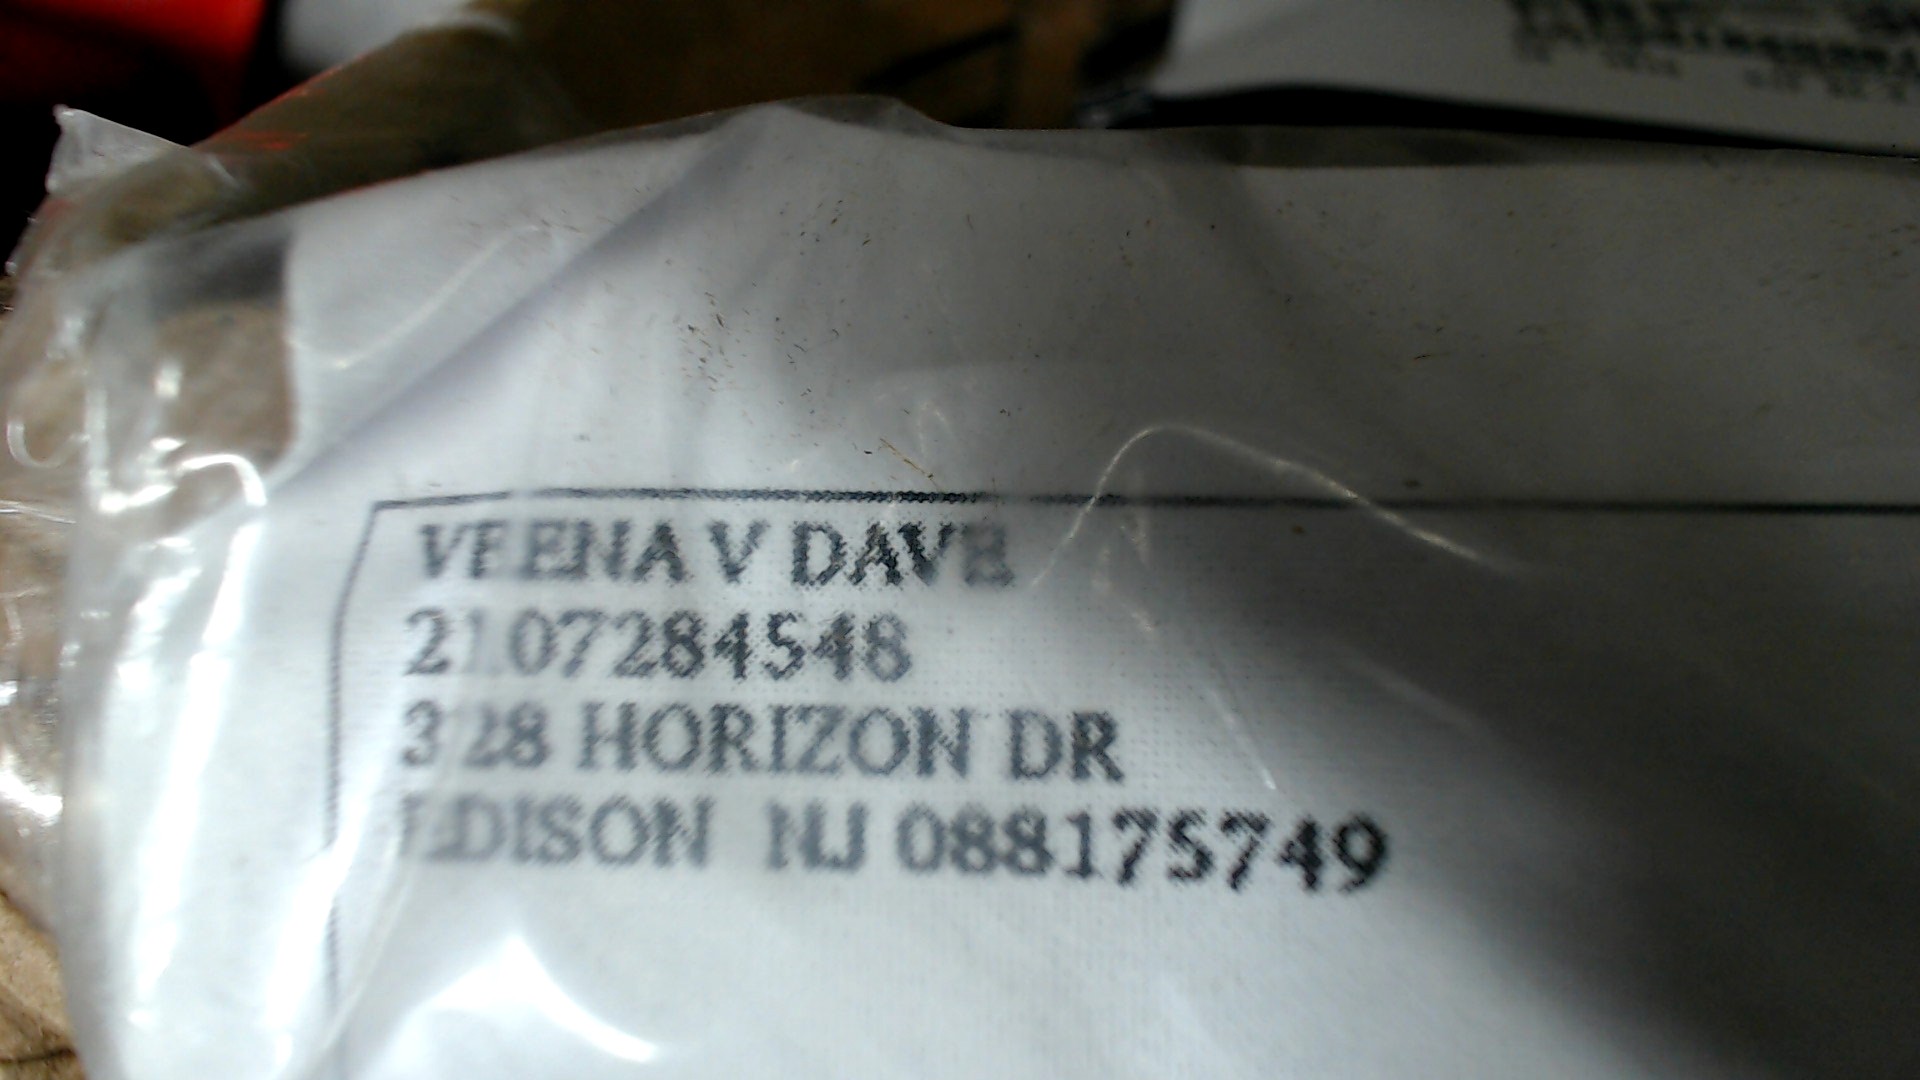 VEENA V DAVE
2107284548
328 HORIZON DR
EDISON NJ 088175749